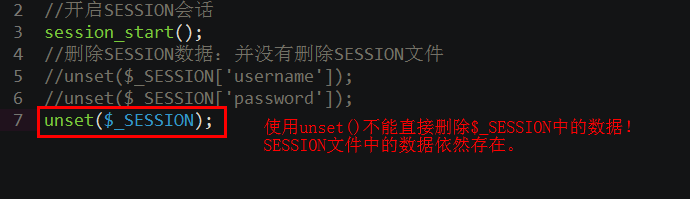 2 //开启SESSION会话
3 session_start();
4 //删除SESSION数据：并没有删除SESSION文件
5 //unset($_SESSION['username']);
6 //unset($_SESSION['password']);
7 unset($_SESSION);
使用unset()不能直接删除$_SESSION中的数据！
SESSION文件中的数据依然存在。